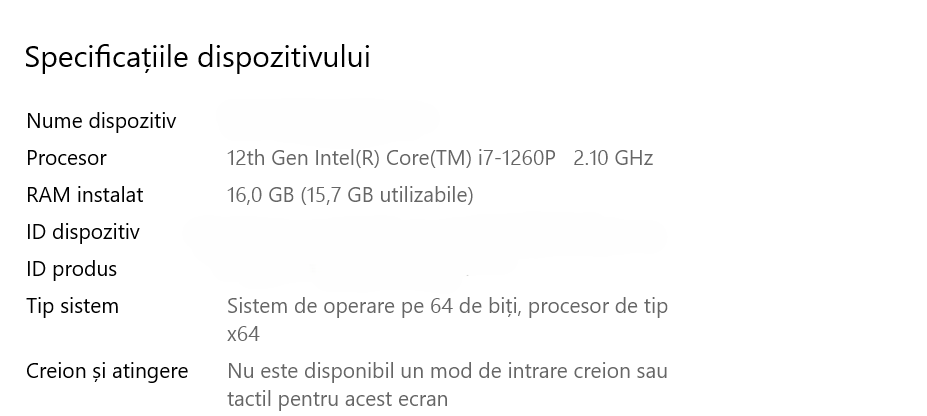 Specificațiile dispozitivului
Nume dispozitiv
Procesor 12th Gen Intel(R) Core(TM) i7-1260P 2.10 GHz
RAM instalat 16,0 GB (15,7 GB utilizabile)
ID dispozitiv
ID produs
Tip sistem Sistem de operare pe 64 de biți, procesor de tip
x64
Creion și atingere Nu este disponibil un mod de intrare creion sau
tactil pentru acest ecran